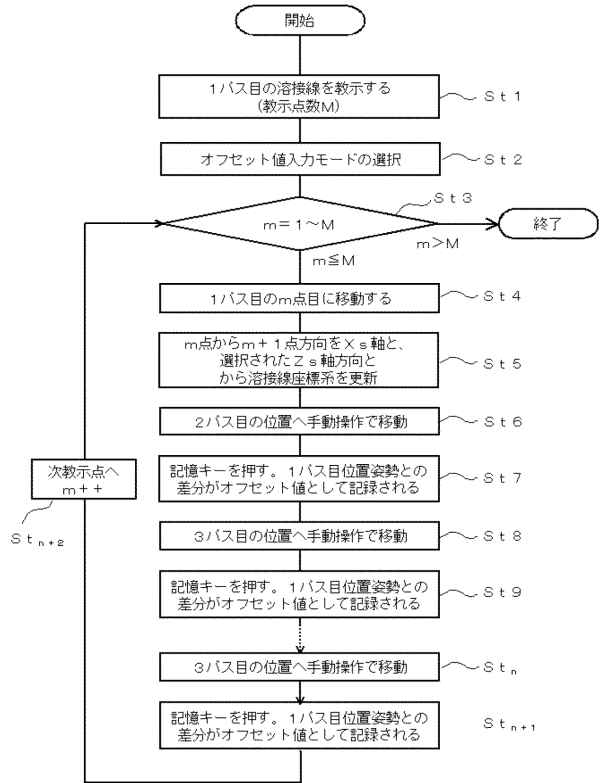 開始
1パス目の溶接線を教示する
(教示点数M)
St1
オフセット値入力モードの選択
St2
St3
m=1～M
終了
m>M
m≦M
1パス目のm点目に移動する
St4
m点からm+1点方向をXs軸と、
選択されたZs軸方向と
から溶接線座標系を更新
St5
2パス目の位置へ手動操作で移動
St6
記憶キーを押す。1パス目位置姿勢との
差分がオフセット値として記録される
St7
次教示点へ
m++
Stn+2
3パス目の位置へ手動操作で移動
St8
記憶キーを押す。1パス目位置姿勢との
差分がオフセット値として記録される
St9
3パス目の位置へ手動操作で移動
Stn
記憶キーを押す。1パス目位置姿勢との
差分がオフセット値として記録される
Stn+1